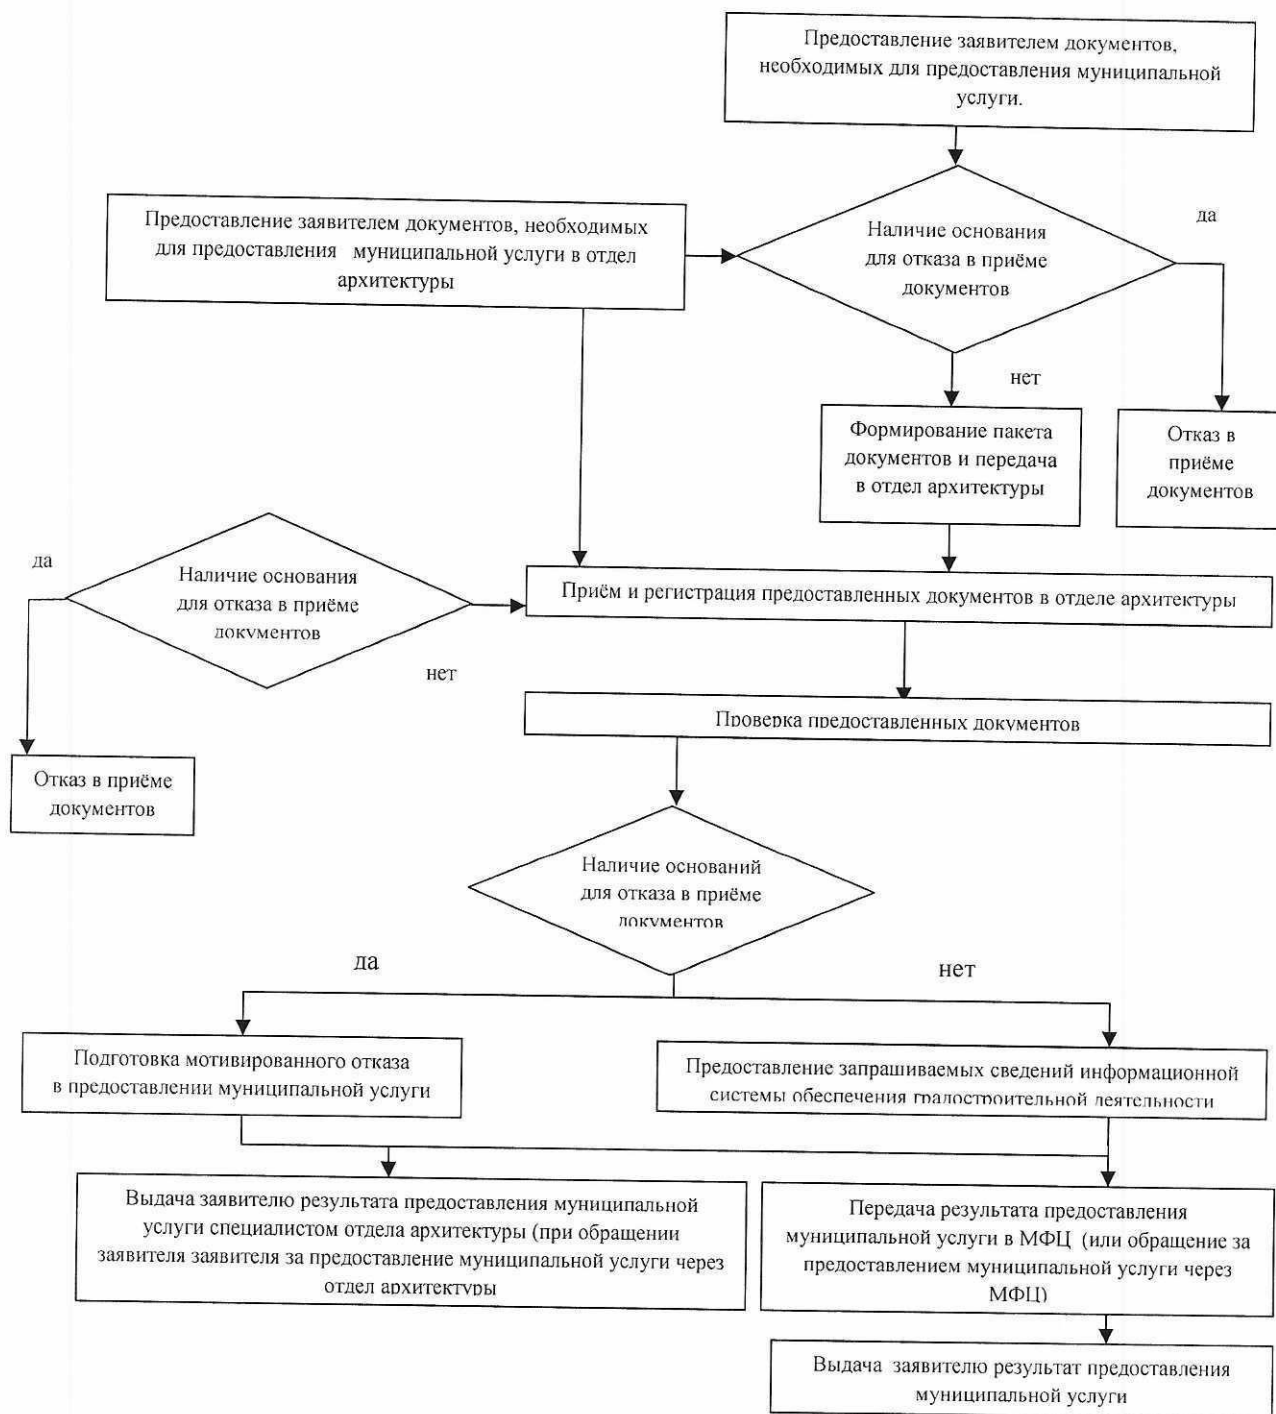 Предоставление заявителем документов,
необходимых для предоставления муниципальной
услуги.
Предоставление заявителем документов, необходимых
для предоставления муниципальной услуги в отдел
архитектуры
Наличие основания
для отказа в приёме
документов
да
нет
Формирование пакета
документов и передача
в отдел архитектуры
Отказ в
приёме
документов
да
Наличие основания
для отказа в приёме
документов
нет
Приём и регистрация предоставленных документов в отделе архитектуры
Проверка предоставленных документов
Отказ в приёме
документов
Наличие оснований
для отказа в приёме
документов
да
нет
Подготовка мотивированного отказа
в предоставлении муниципальной услуги
Предоставление запрашиваемых сведений информационной
системы обеспечения градостроительной деятельности
Выдача заявителю результата предоставления муниципальной
услуги специалистом отдела архитектуры (при обращении
заявителя заявителя за предоставление муниципальной услуги через
отдел архитектуры
Передача результата предоставления
муниципальной услуги в МФЦ (или обращение за
предоставлением муниципальной услуги через
МФЦ)
Выдача заявителю результат предоставления
муниципальной услуги